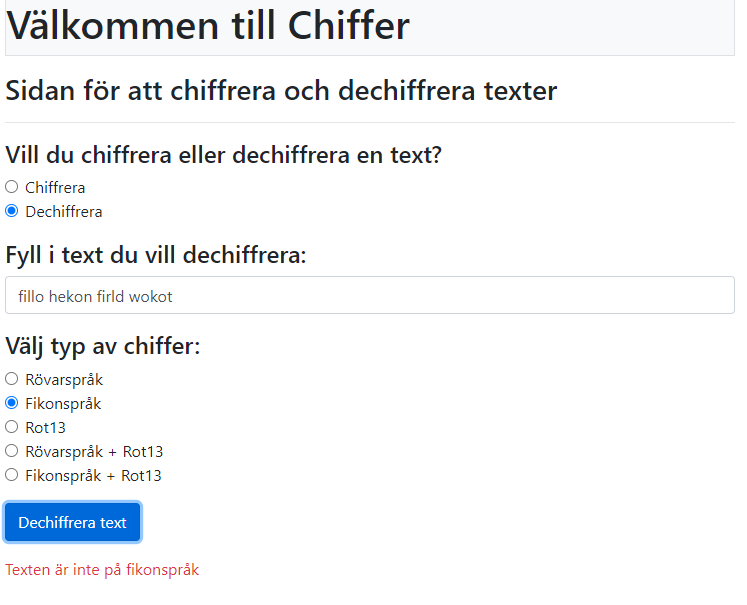 Välkommen till Chiffer
Sidan för att chiffrera och dechiffrera texter
Vill du chiffrera eller dechiffrera en text?
Chiffrera
Dechiffrera
Fyll i text du vill dechiffrera:
fillo hekon firld wokot
Välj typ av chiffer:
Rövarspråk
Fikonspråk
Rot13
Rövarspråk + Rot13
Fikonspråk + Rot13
Dechiffrera text
Texten är inte på fikonspråk